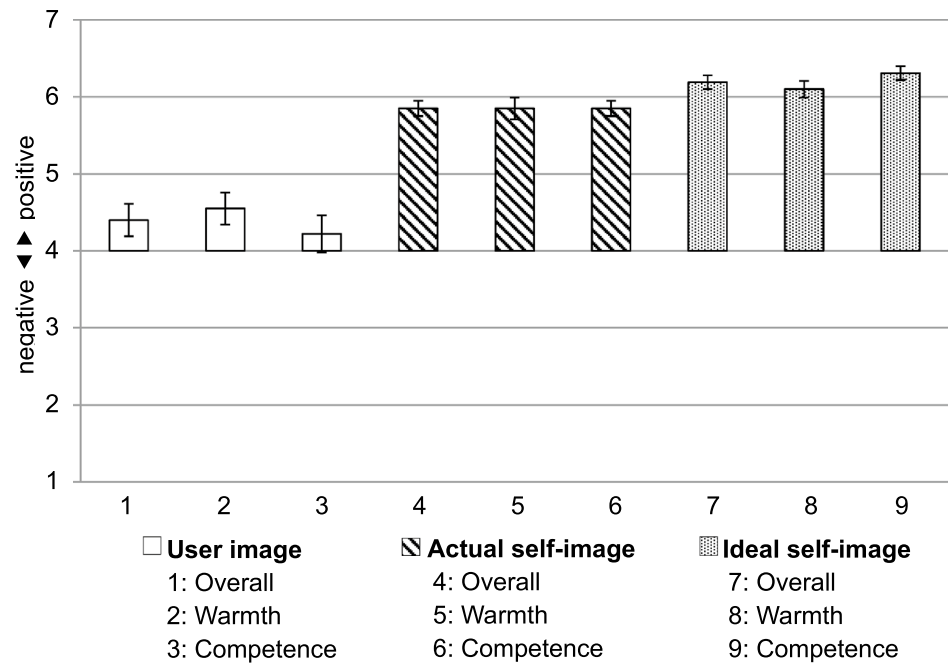 7
6
5
4
3
2
1
negative ◄► positive
1 2 3 4 5 6 7 8 9
User image Actual self-image Ideal self-image
1: Overall 4: Overall 7: Overall
2: Warmth 5: Warmth 8: Warmth
3: Competence 6: Competence 9: Competence